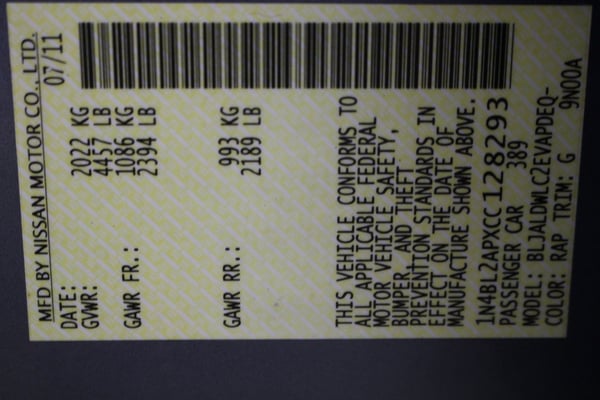 MFD BY NISSAN MOTOR CO., LTD.
DATE: 07/11
GVWR: 2022 KG
4457 LB
GAWR FR.: 1086 KG
2394 LB
GAWR RR.: 993 KG
2189 LB
THIS VEHICLE CONFORMS TO
ALL APPLICABLE FEDERAL
MOTOR VEHICLE SAFETY,
BUMPER, AND THEFT
PREVENTION STANDARDS IN
EFFECT ON THE DATE OF
MANUFACTURE SHOWN ABOVE.
1N4BL2APXCC128293
PASSENGER CAR 389
MODEL: BLJALDWLC2EVAPDEQ-
COLOR: RAP TRIM: G 9N00A